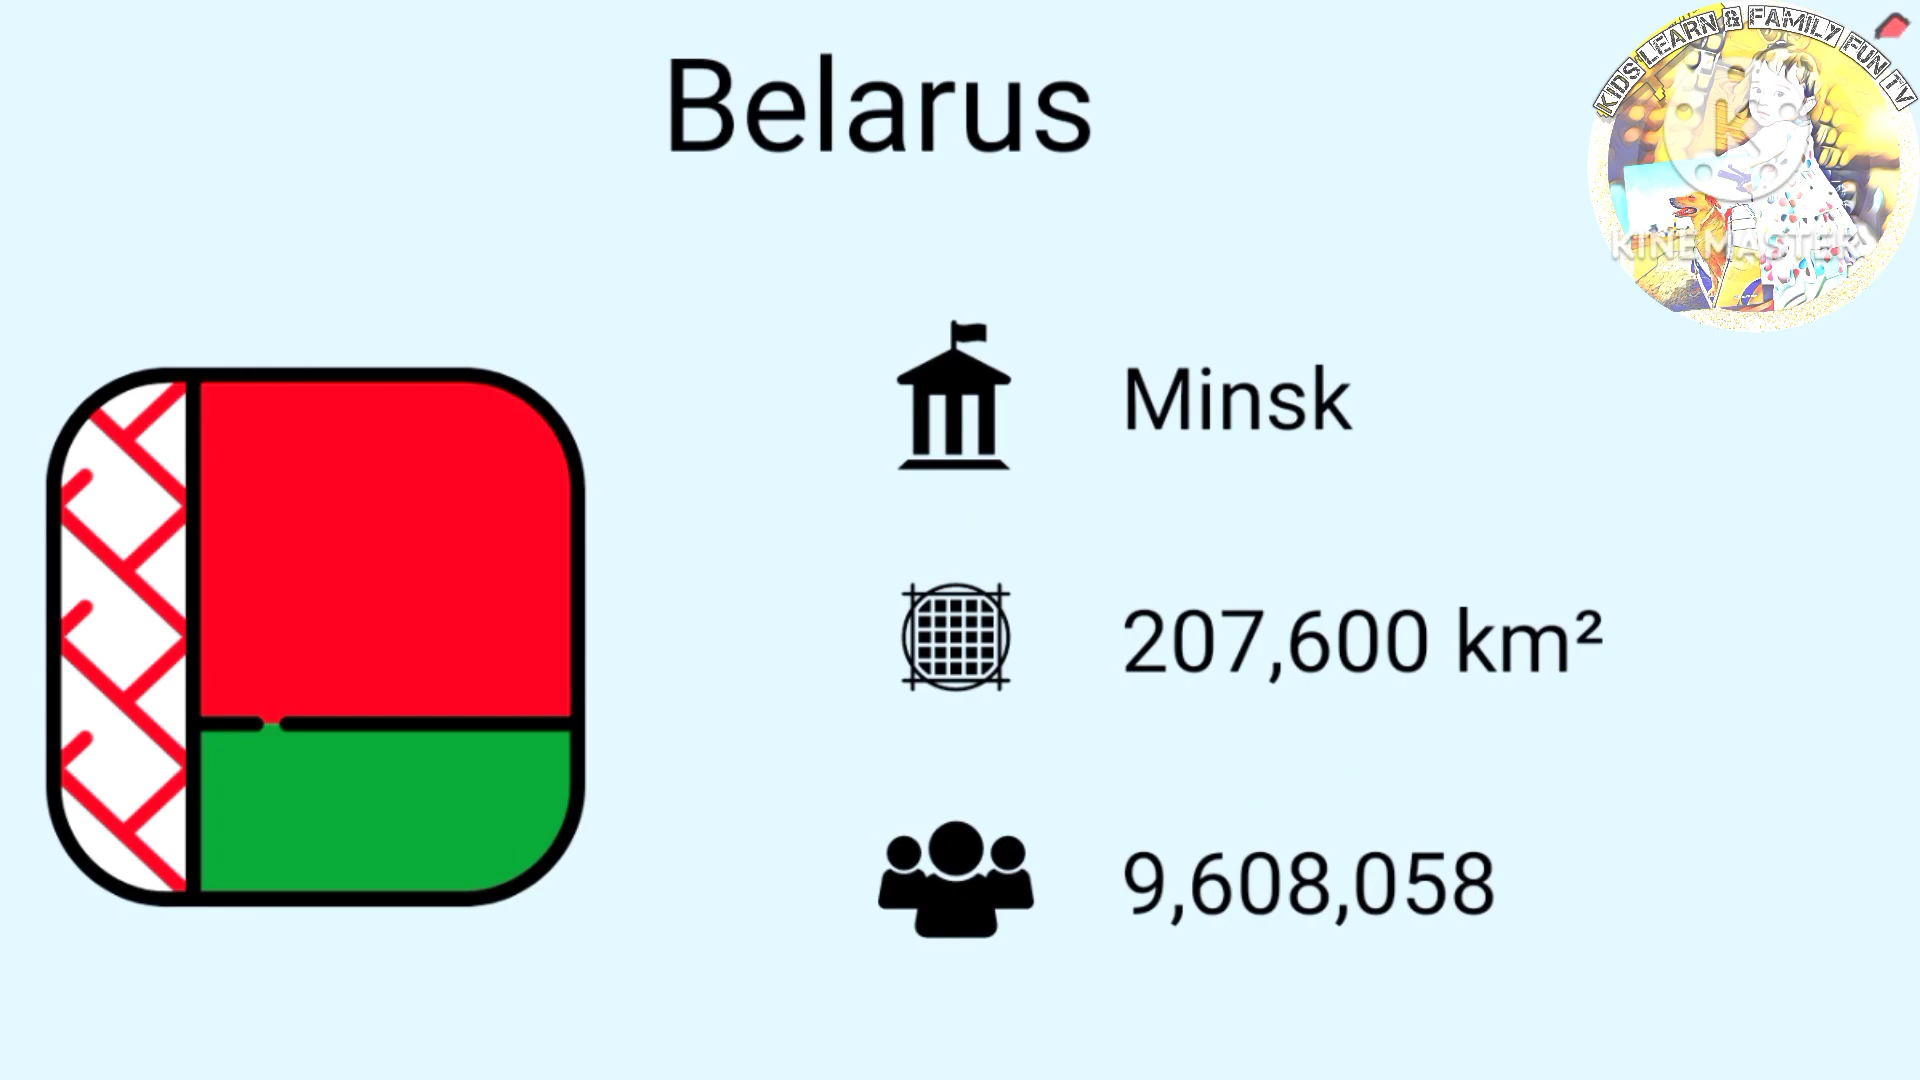 Belarus
KIDS LEARN & FAMILY FUN TV
KINEMASTER
Minsk
207,600 km²
9,608,058